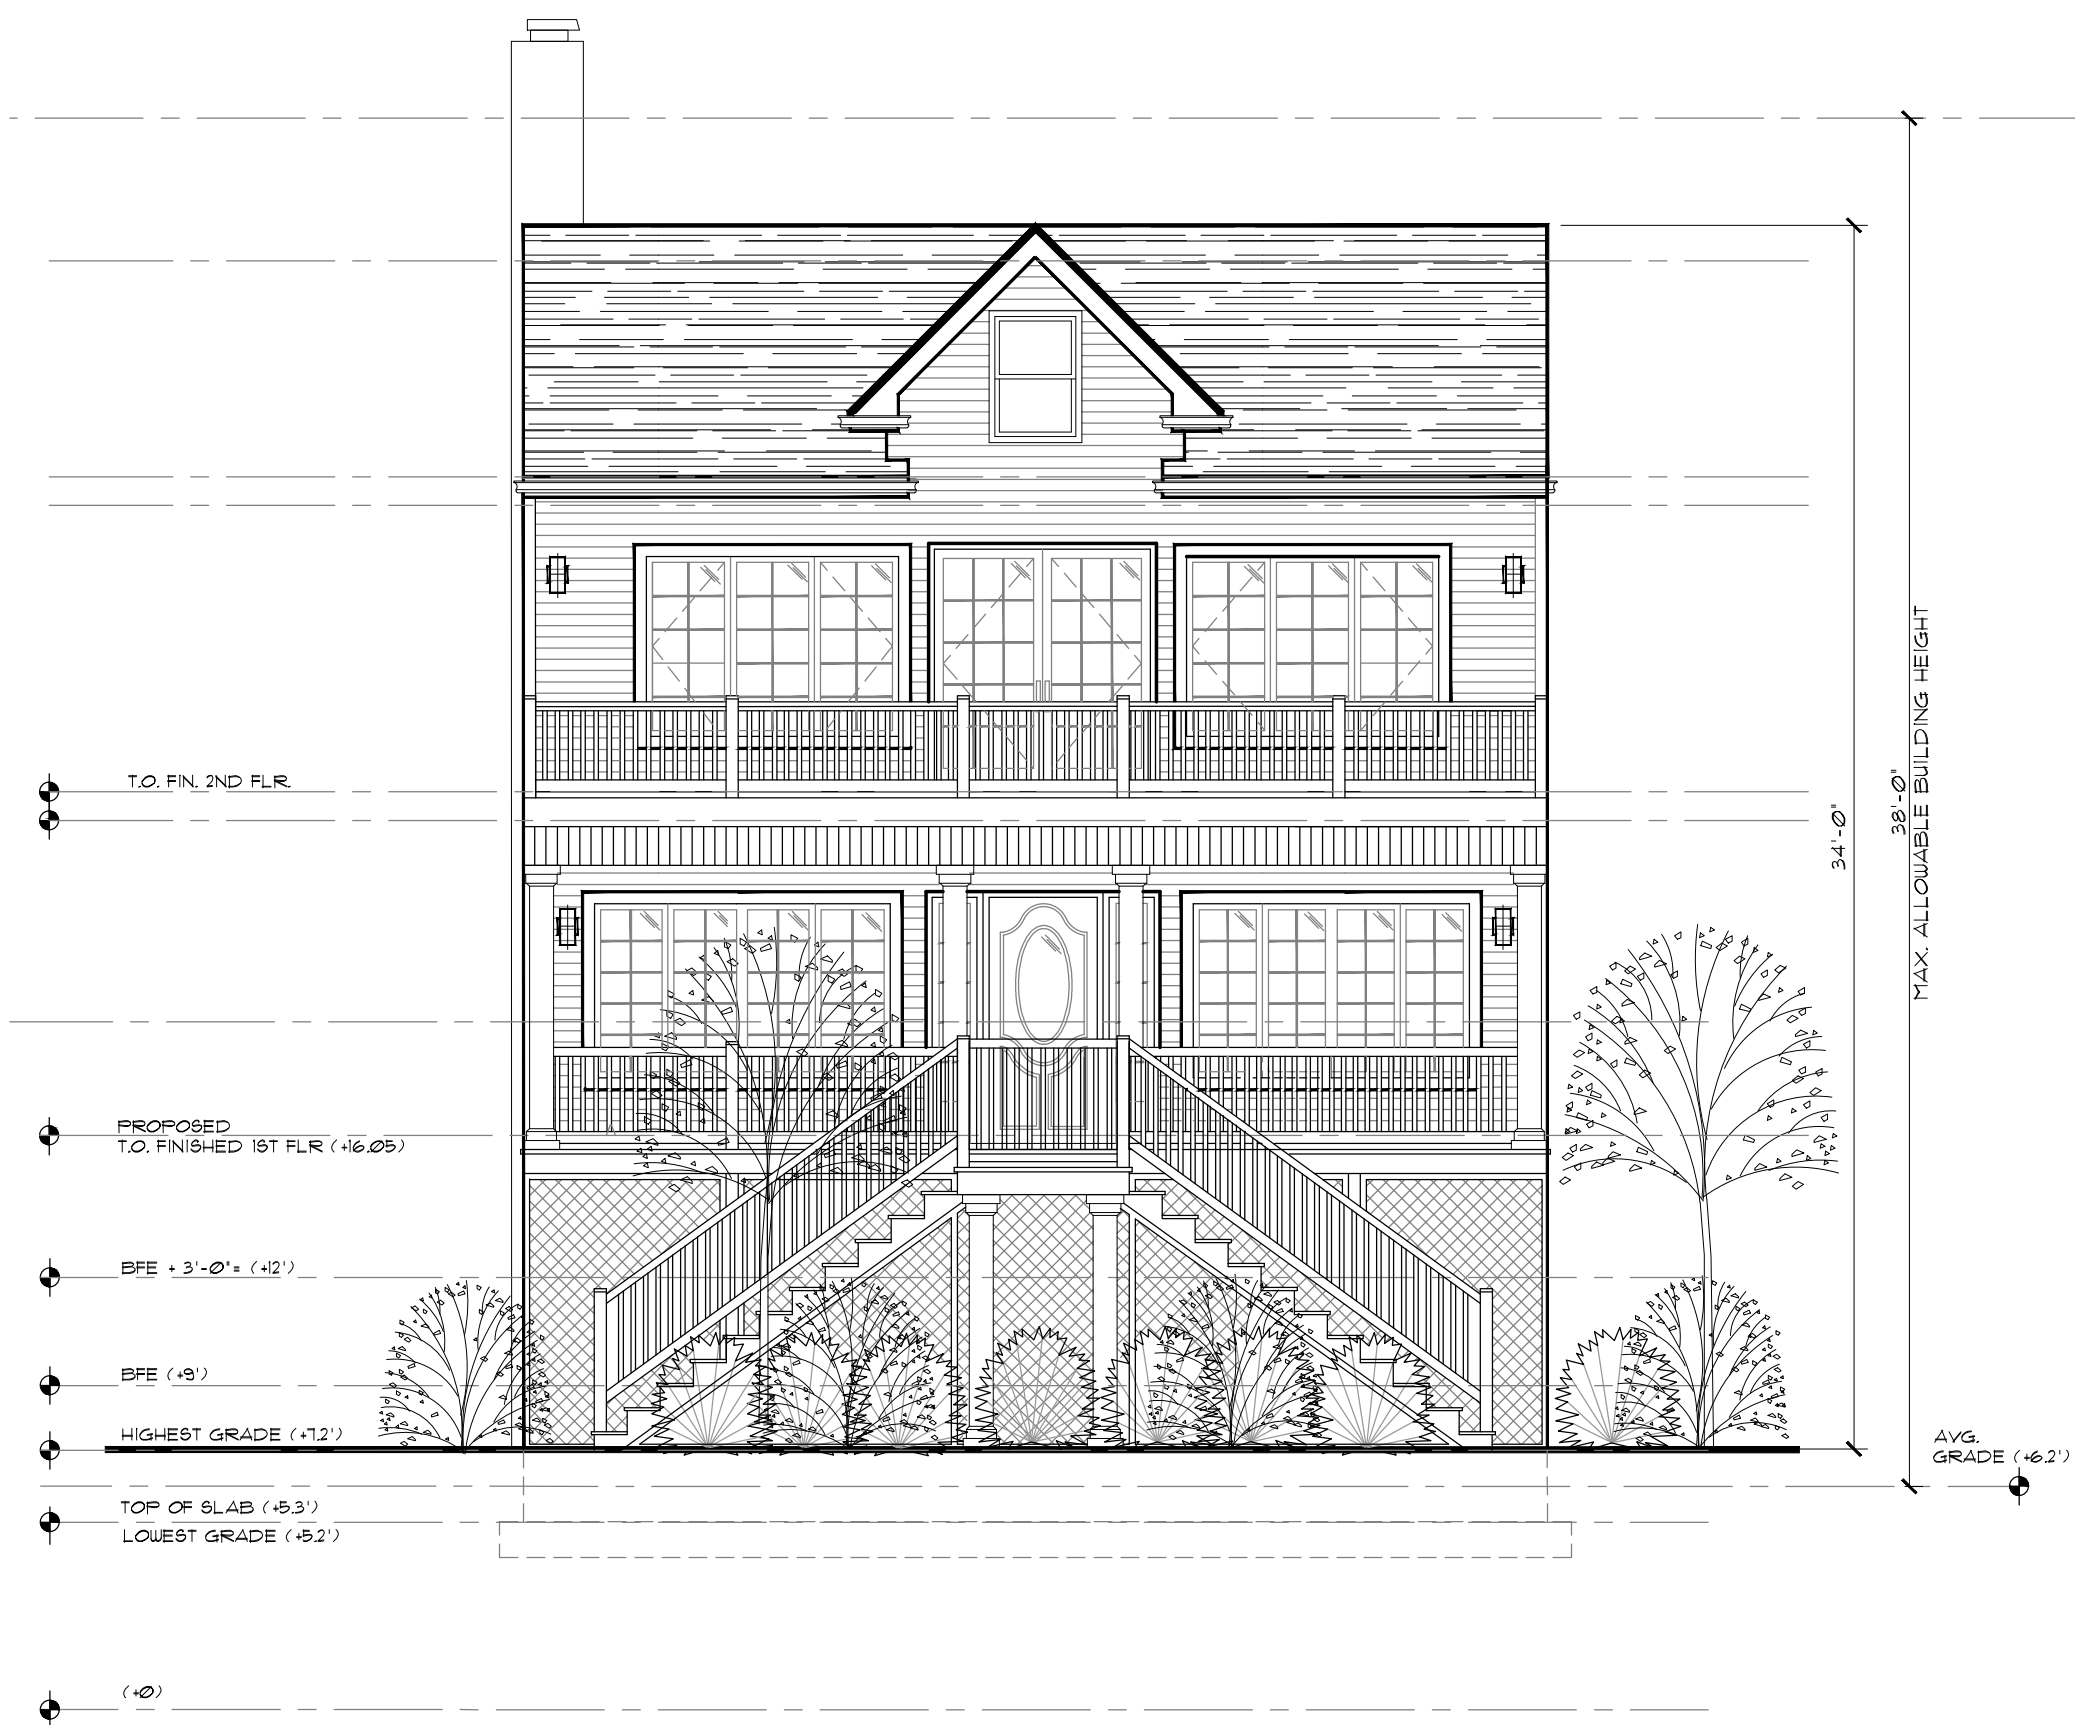 T.O. FIN. 2ND FLR.
PROPOSED
T.O. FINISHED 1ST FLR (+16.05)
BFE + 3'-0"= (+12')
BFE (+9')
HIGHEST GRADE (+7.2')
TOP OF SLAB (+5.3')
LOWEST GRADE (+5.2')
(+0)
34'-0"
38'-0"
MAX. ALLOWABLE BUILDING HEIGHT
AVG.
GRADE (+6.2')